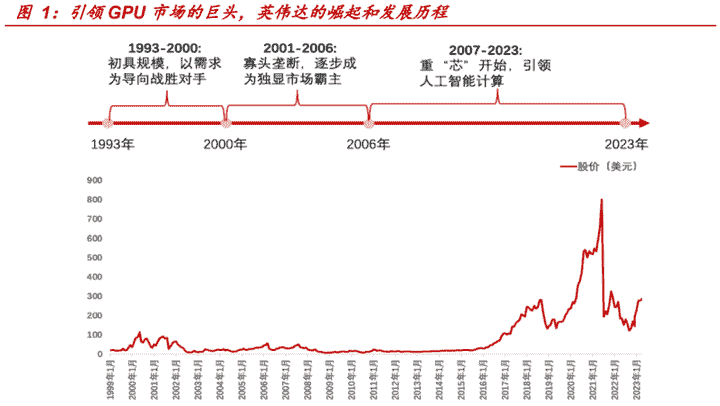 图 1：引领 GPU 市场的巨头，英伟达的崛起和发展历程
1993-2000:
初具规模，以需求
为导向战胜对手
2001-2006:
寡头垄断，逐步成
为独显市场霸主
2007-2023:
重“芯”开始，引领
人工智能计算
1993年
2000年
2006年
2023年
股价（美元）
900
800
700
600
500
400
300
200
100
0
1999年1月
2000年1月
2001年1月
2002年1月
2003年1月
2004年1月
2005年1月
2006年1月
2007年1月
2008年1月
2009年1月
2010年1月
2011年1月
2012年1月
2013年1月
2014年1月
2015年1月
2016年1月
2017年1月
2018年1月
2019年1月
2020年1月
2021年1月
2022年1月
2023年1月